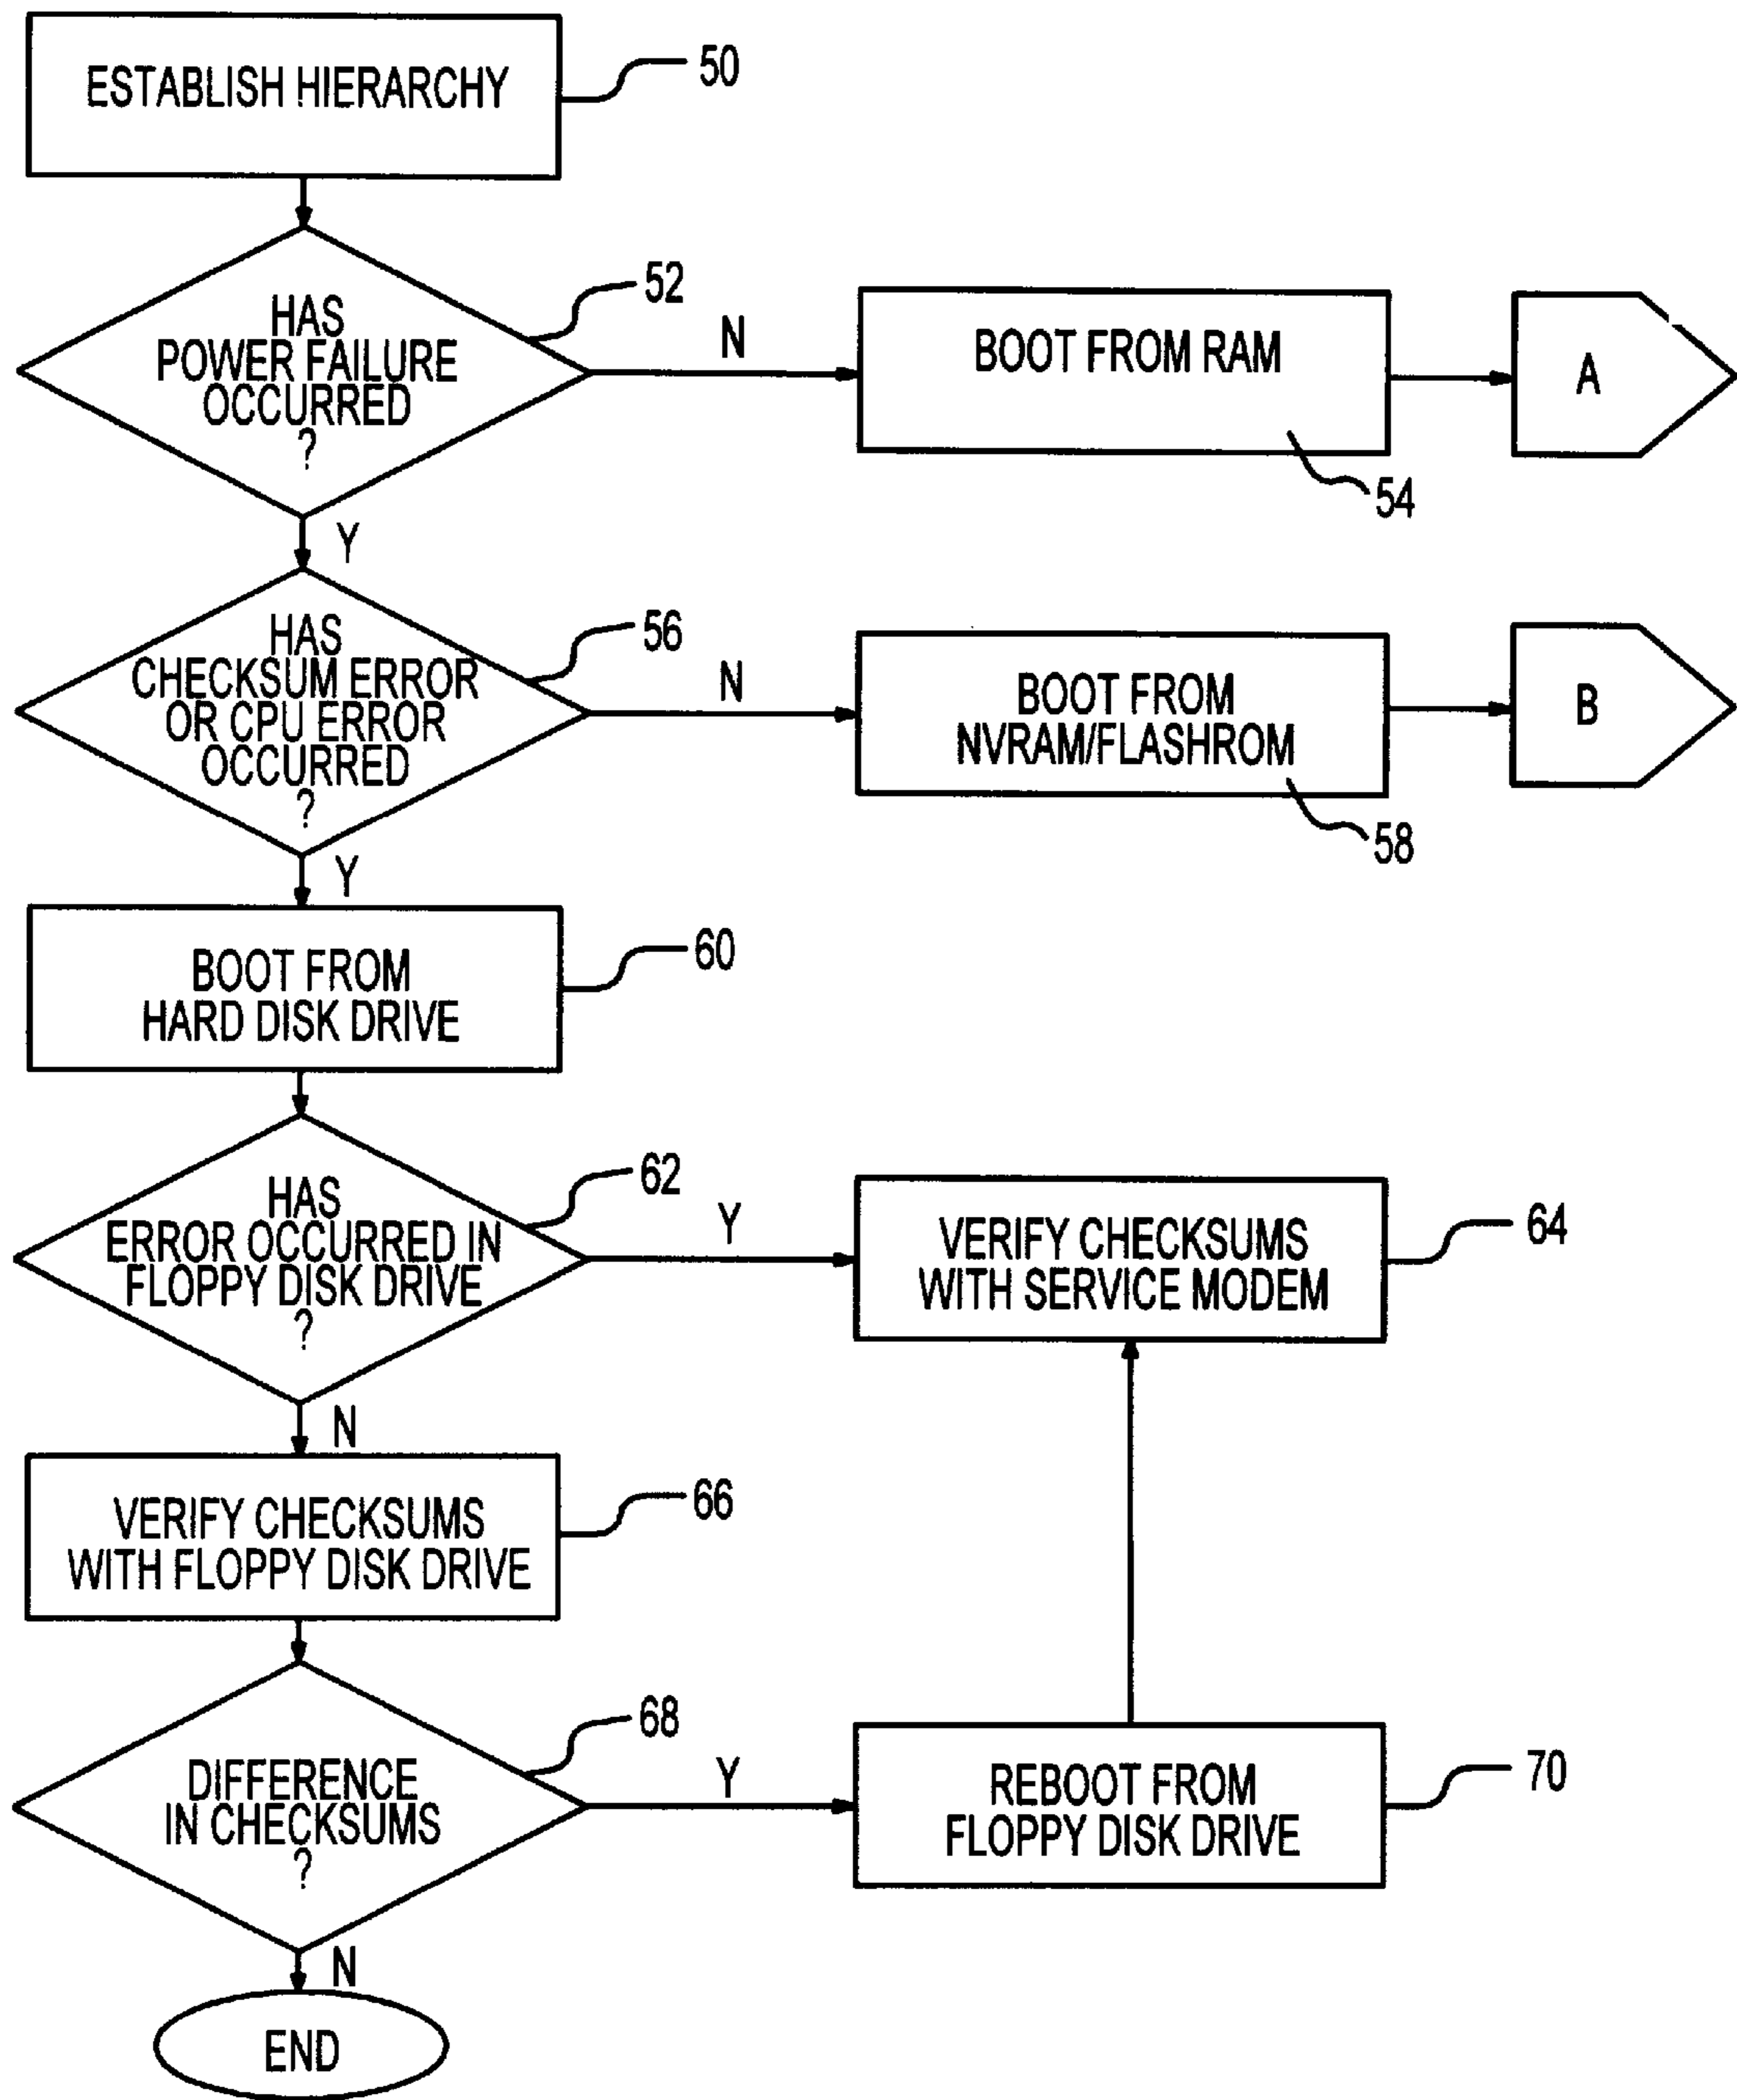 ESTABLISH HIERARCHY
50
HAS
POWER FAILURE
OCCURRED
?
52
N
Y
BOOT FROM RAM
54
A
HAS
CHECKSUM ERROR
OR CPU ERROR
OCCURRED
?
56
N
Y
BOOT FROM
NVRAM/FLASHROM
58
B
BOOT FROM
HARD DISK DRIVE
60
HAS
ERROR OCCURRED IN
FLOPPY DISK DRIVE
?
62
Y
N
VERIFY CHECKSUMS
WITH SERVICE MODEM
64
VERIFY CHECKSUMS
WITH FLOPPY DISK DRIVE
66
DIFFERENCE
IN CHECKSUMS
?
68
Y
N
REBOOT FROM
FLOPPY DISK DRIVE
70
END